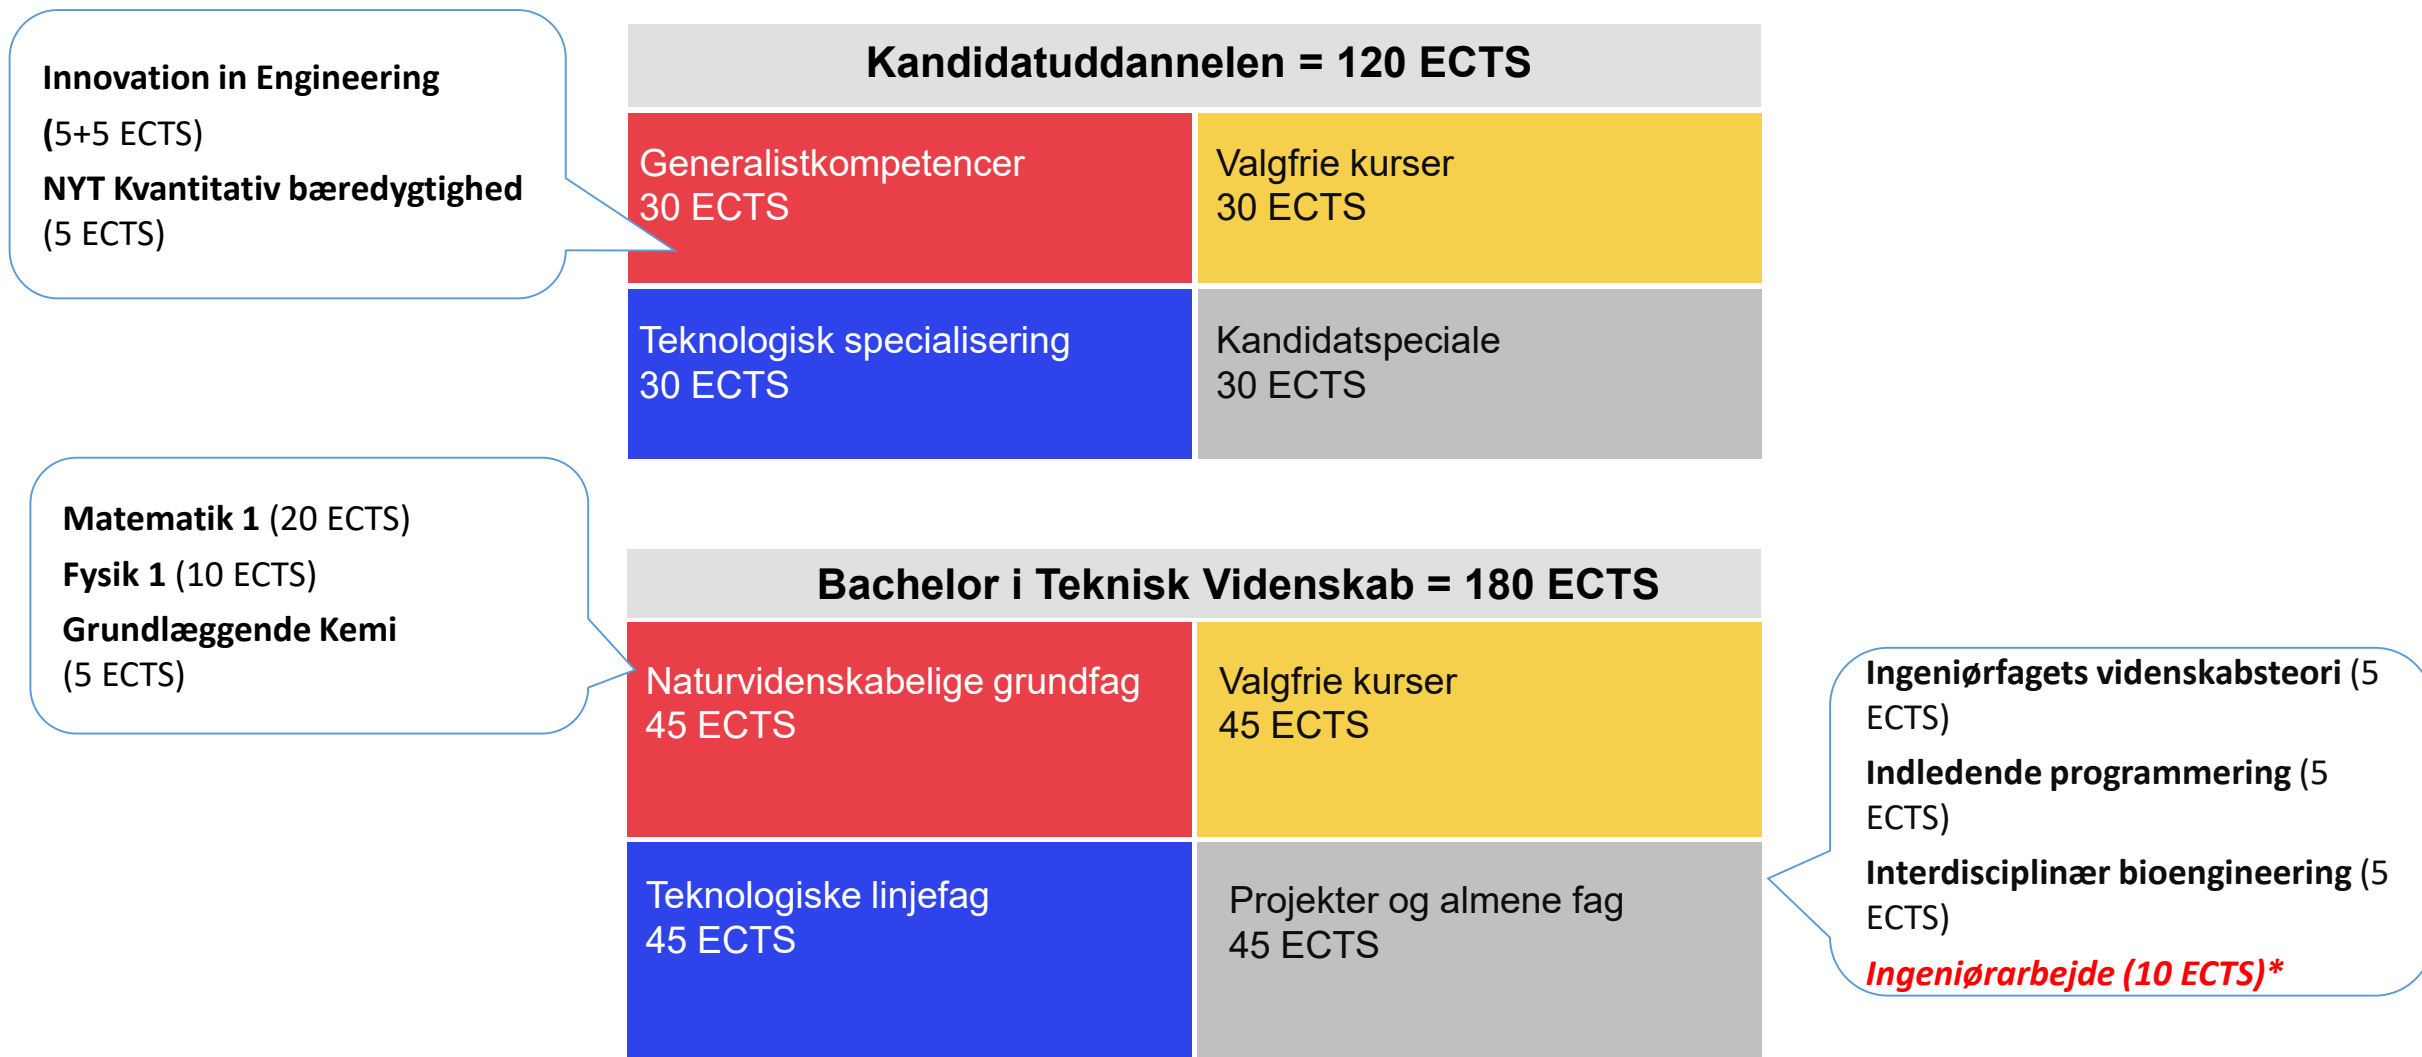 Innovation in Engineering
(5+5 ECTS)
NYT Kvantitativ bæredygtighed
(5 ECTS)
Kandidatuddannelen = 120 ECTS
Generalistkompetencer
30 ECTS
Valgfrie kurser
30 ECTS
Teknologisk specialisering
30 ECTS
Kandidatspeciale
30 ECTS
Matematik 1 (20 ECTS)
Fysik 1 (10 ECTS)
Grundlæggende Kemi
(5 ECTS)
Bachelor i Teknisk Videnskab = 180 ECTS
Naturvidenskabelige grundfag
45 ECTS
Valgfrie kurser
45 ECTS
Teknologiske linjefag
45 ECTS
Projekter og almene fag
45 ECTS
Ingeniørfagets videnskabsteori (5
ECTS)
Indledende programmering (5
ECTS)
Interdisciplinær bioengineering (5
ECTS)
Ingeniørarbejde (10 ECTS)*